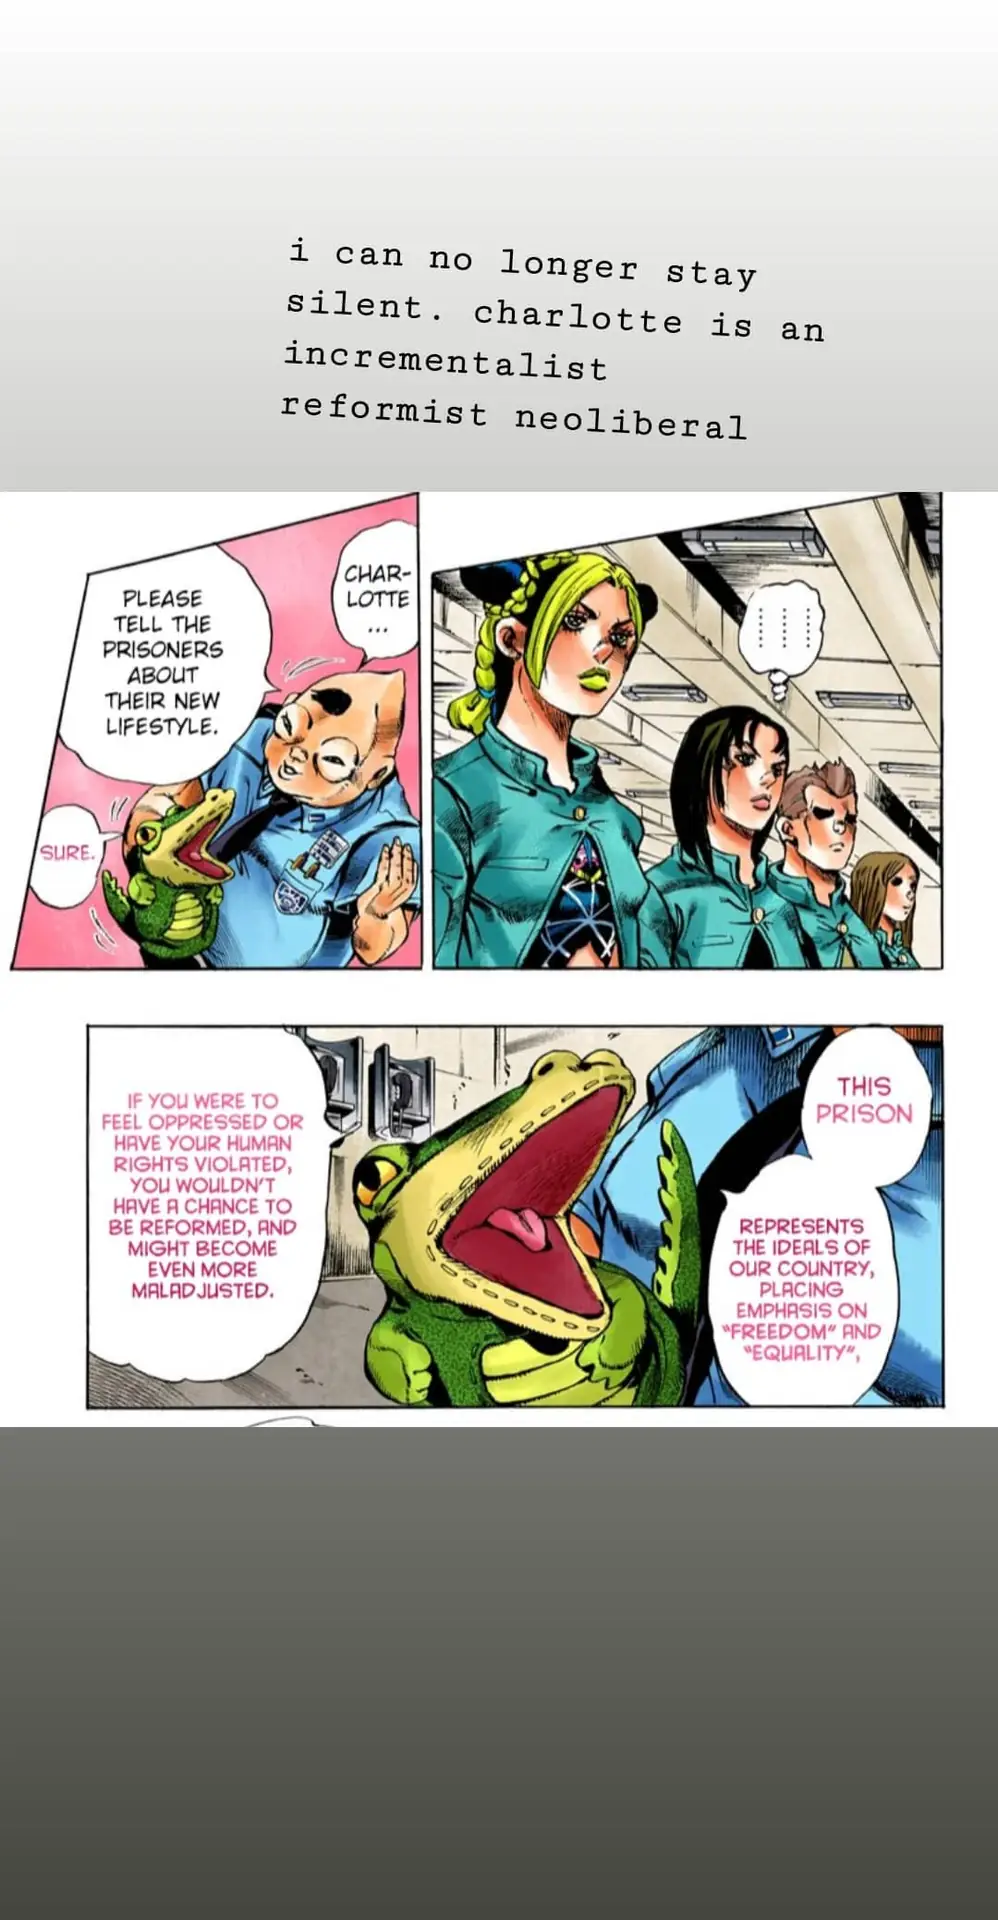 i can no longer stay
silent. charlotte is an
incrementalist
reformist neoliberal
CHAR-
LOTTE
...
PLEASE
TELL THE
PRISONERS
ABOUT
THEIR NEW
LIFESTYLE.
SURE.
THIS
PRISON
REPRESENTS
THE IDEALS OF
OUR COUNTRY,
PLACING
EMPHASIS ON
"FREEDOM" AND
"EQUALITY",
IF YOU WERE TO
FEEL OPPRESSED OR
HAVE YOUR HUMAN
RIGHTS VIOLATED,
YOU WOULDN'T
HAVE A CHANCE TO
BE REFORMED, AND
MIGHT BECOME
EVEN MORE
MALADJUSTED.